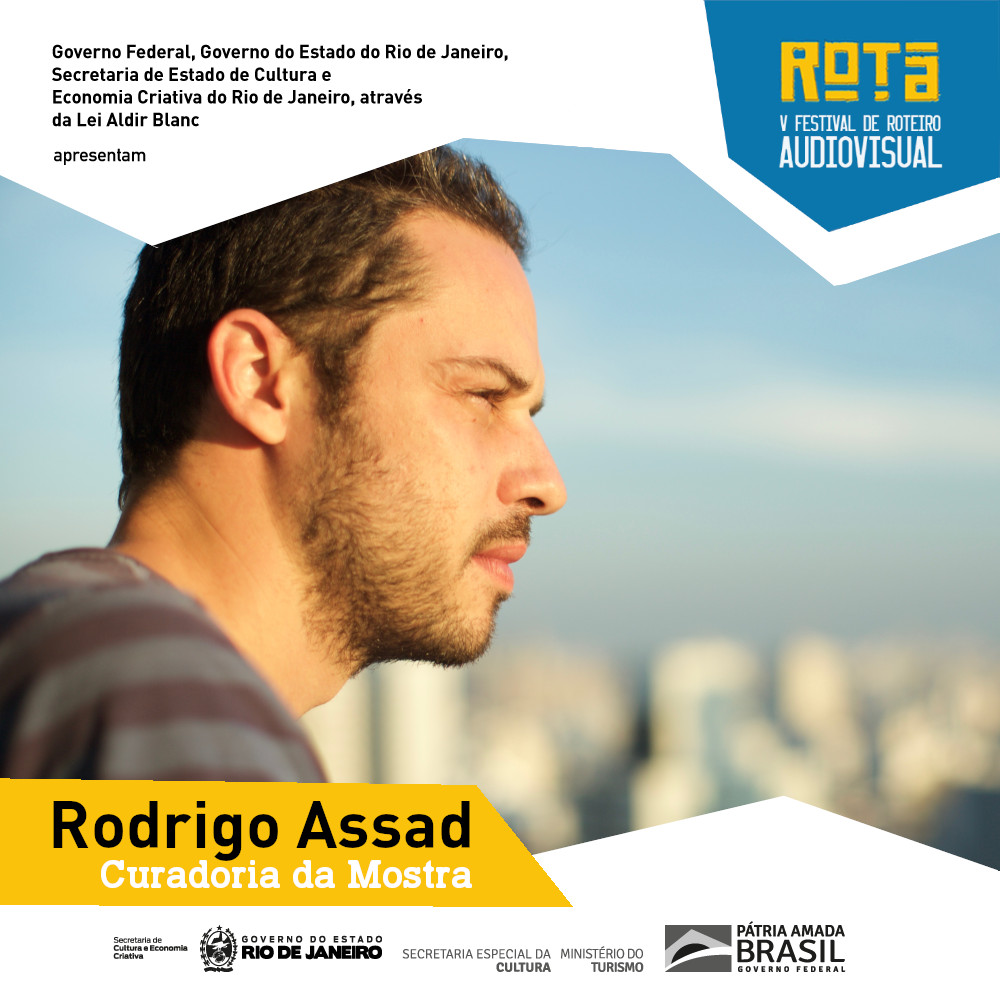 Governo Federal, Governo do Estado do Rio de Janeiro,
Secretaria de Estado de Cultura e
Economia Criativa do Rio de Janeiro, através
da Lei Aldir Blanc
apresentam
ROTA
V FESTIVAL DE ROTEIRO
AUDIOVISUAL
Rodrigo Assad
Curadoria da Mostra
Secretaria de
Cultura e Economia
Criativa
GOVERNO DO ESTADO
RIO DE JANEIRO
SECRETARIA ESPECIAL DA
CULTURA
MINISTÉRIO DO
TURISMO
PÁTRIA AMADA
BRASIL
GOVERNO FEDERAL